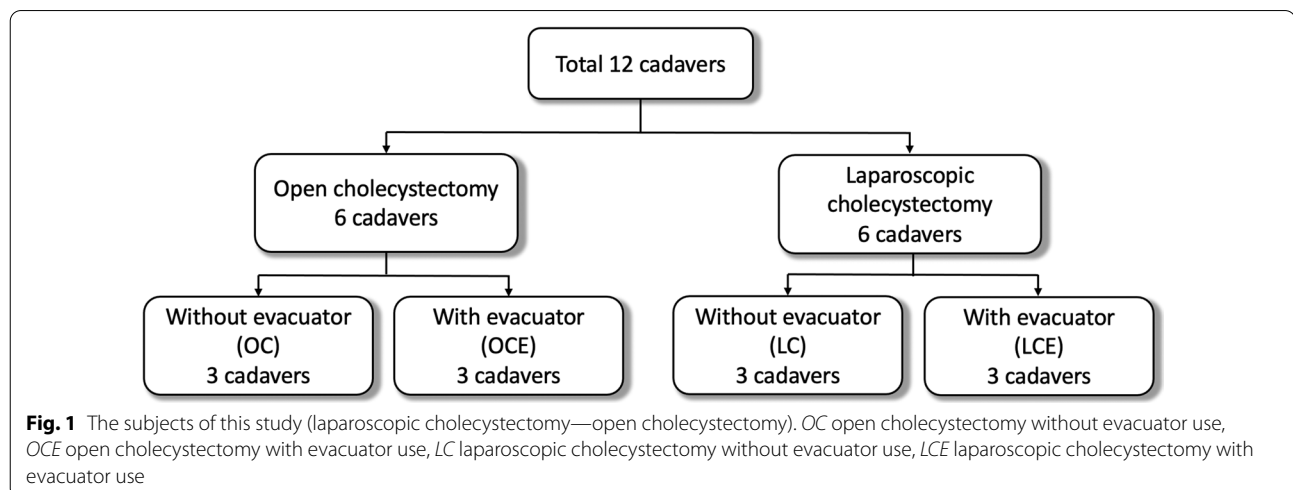 Total 12 cadavers
Open cholecystectomy
6 cadavers
Laparoscopic
cholecystectomy
6 cadavers
Without evacuator
(OC)
3 cadavers
With evacuator
(OCE)
3 cadavers
Without evacuator
(LC)
3 cadavers
With evacuator
(LCE)
3 cadavers
Fig. 1 The subjects of this study (laparoscopic cholecystectomy—open cholecystectomy). OC open cholecystectomy without evacuator use,
OCE open cholecystectomy with evacuator use, LC laparoscopic cholecystectomy without evacuator use, LCE laparoscopic cholecystectomy with
evacuator use